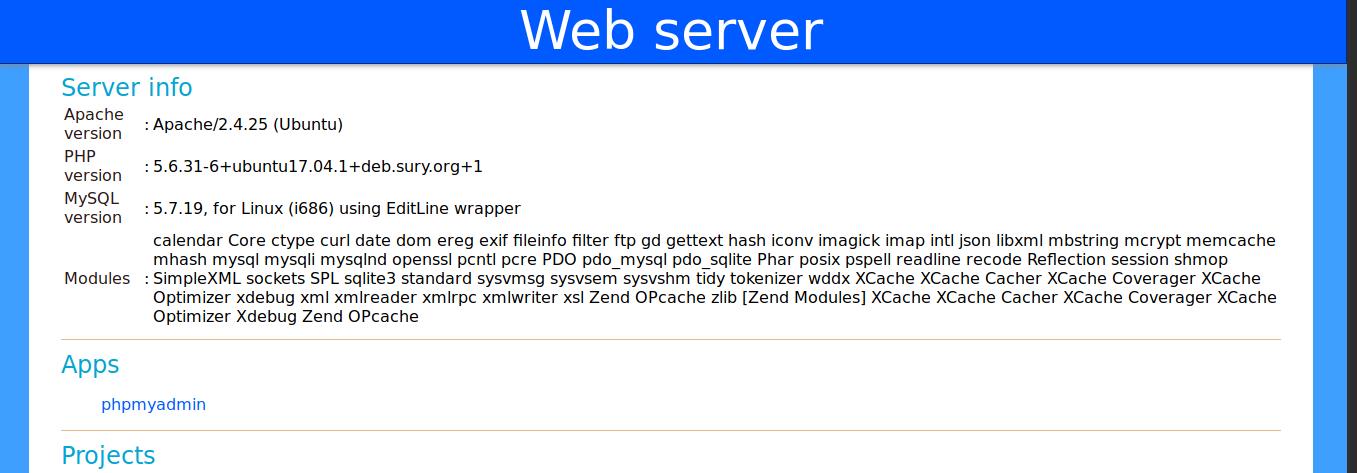 Web server
Server info
Apache version : Apache/2.4.25 (Ubuntu)
PHP version : 5.6.31-6+ubuntu17.04.1+deb.sury.org+1
MySQL version : 5.7.19, for Linux (i686) using EditLine wrapper
calendar Core ctype curl date dom ereg exif fileinfo filter ftp gd gettext hash iconv imagick imap intl json libxml mbstring mcrypt memcache
mhash mysql mysqli mysqlnd openssl pcntl pcre PDO pdo_mysql pdo_sqlite Phar posix pspell readline recode Reflection session shmop
Modules : SimpleXML sockets SPL sqlite3 standard sysvmsg sysvsem sysvshm tidy tokenizer wddx XCache XCache Cacher XCache Coverager XCache
Optimizer xdebug xml xmlreader xmlrpc xmlwriter xsl Zend OPcache zlib [Zend Modules] XCache XCache Cacher XCache Coverager XCache
Optimizer Xdebug Zend OPcache
Apps
phpmyadmin
Projects